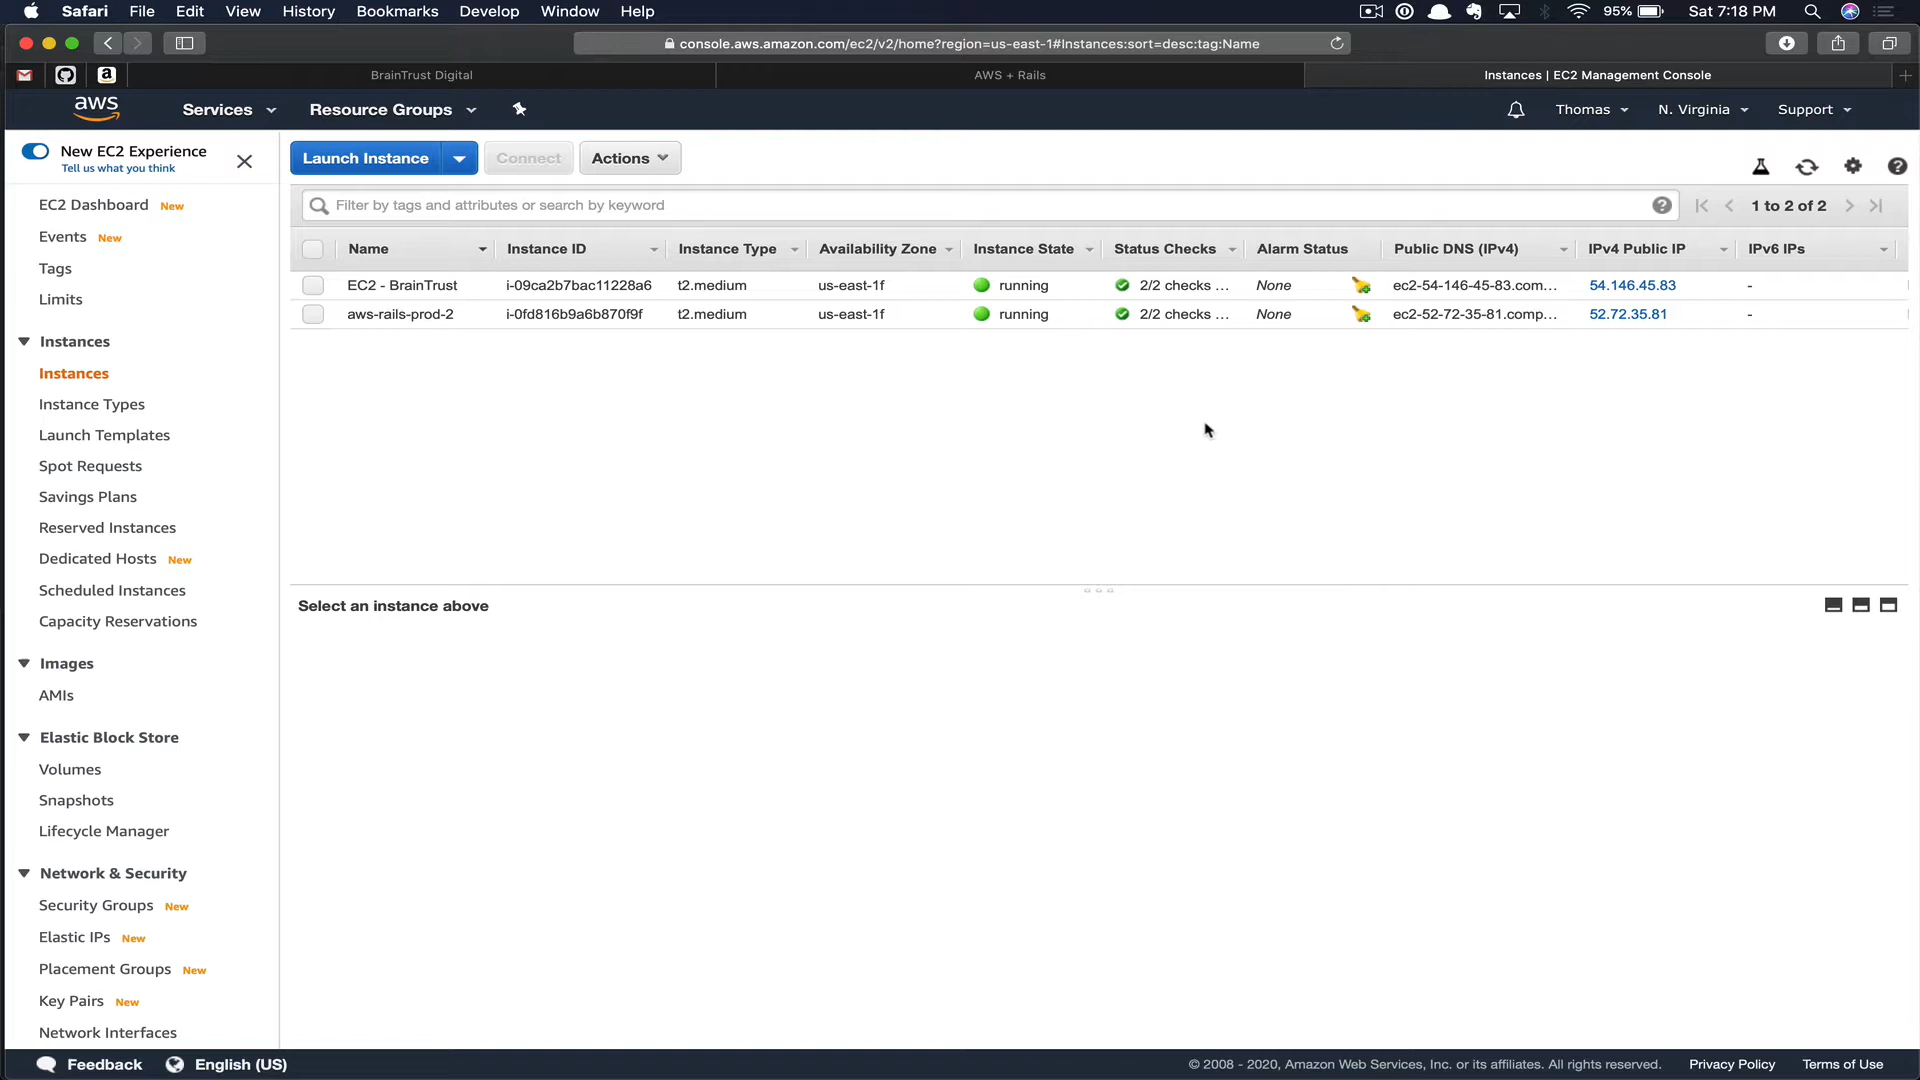 Safari File Edit View History Bookmarks Develop Window Help 95% Sat 7:18 PM
console.aws.amazon.com/ec2/v2/home?region=us-east-1#Instances:sort=desc:tag:Name
BrainTrust Digital AWS + Rails Instances | EC2 Management Console
aws Services Resource Groups Thomas N. Virginia Support
New EC2 Experience
Tell us what you think
EC2 Dashboard New
Events New
Tags
Limits
Instances
Instances
Instance Types
Launch Templates
Spot Requests
Savings Plans
Reserved Instances
Dedicated Hosts New
Scheduled Instances
Capacity Reservations
Images
AMIs
Elastic Block Store
Volumes
Snapshots
Lifecycle Manager
Network & Security
Security Groups New
Elastic IPs New
Placement Groups New
Key Pairs New
Network Interfaces
Launch Instance Connect Actions
Filter by tags and attributes or search by keyword 1 to 2 of 2
Name Instance ID Instance Type Availability Zone Instance State Status Checks Alarm Status Public DNS (IPv4) IPv4 Public IP IPv6 IPs
EC2 - BrainTrust i-09ca2b7bac11228a6 t2.medium us-east-1f running 2/2 checks ... None ec2-54-146-45-83.com... 54.146.45.83 -
aws-rails-prod-2 i-0fd816b9a6b870f9f t2.medium us-east-1f running 2/2 checks ... None ec2-52-72-35-81.comp... 52.72.35.81 -
Select an instance above
Feedback English (US) © 2008 - 2020, Amazon Web Services, Inc. or its affiliates. All rights reserved. Privacy Policy Terms of Use